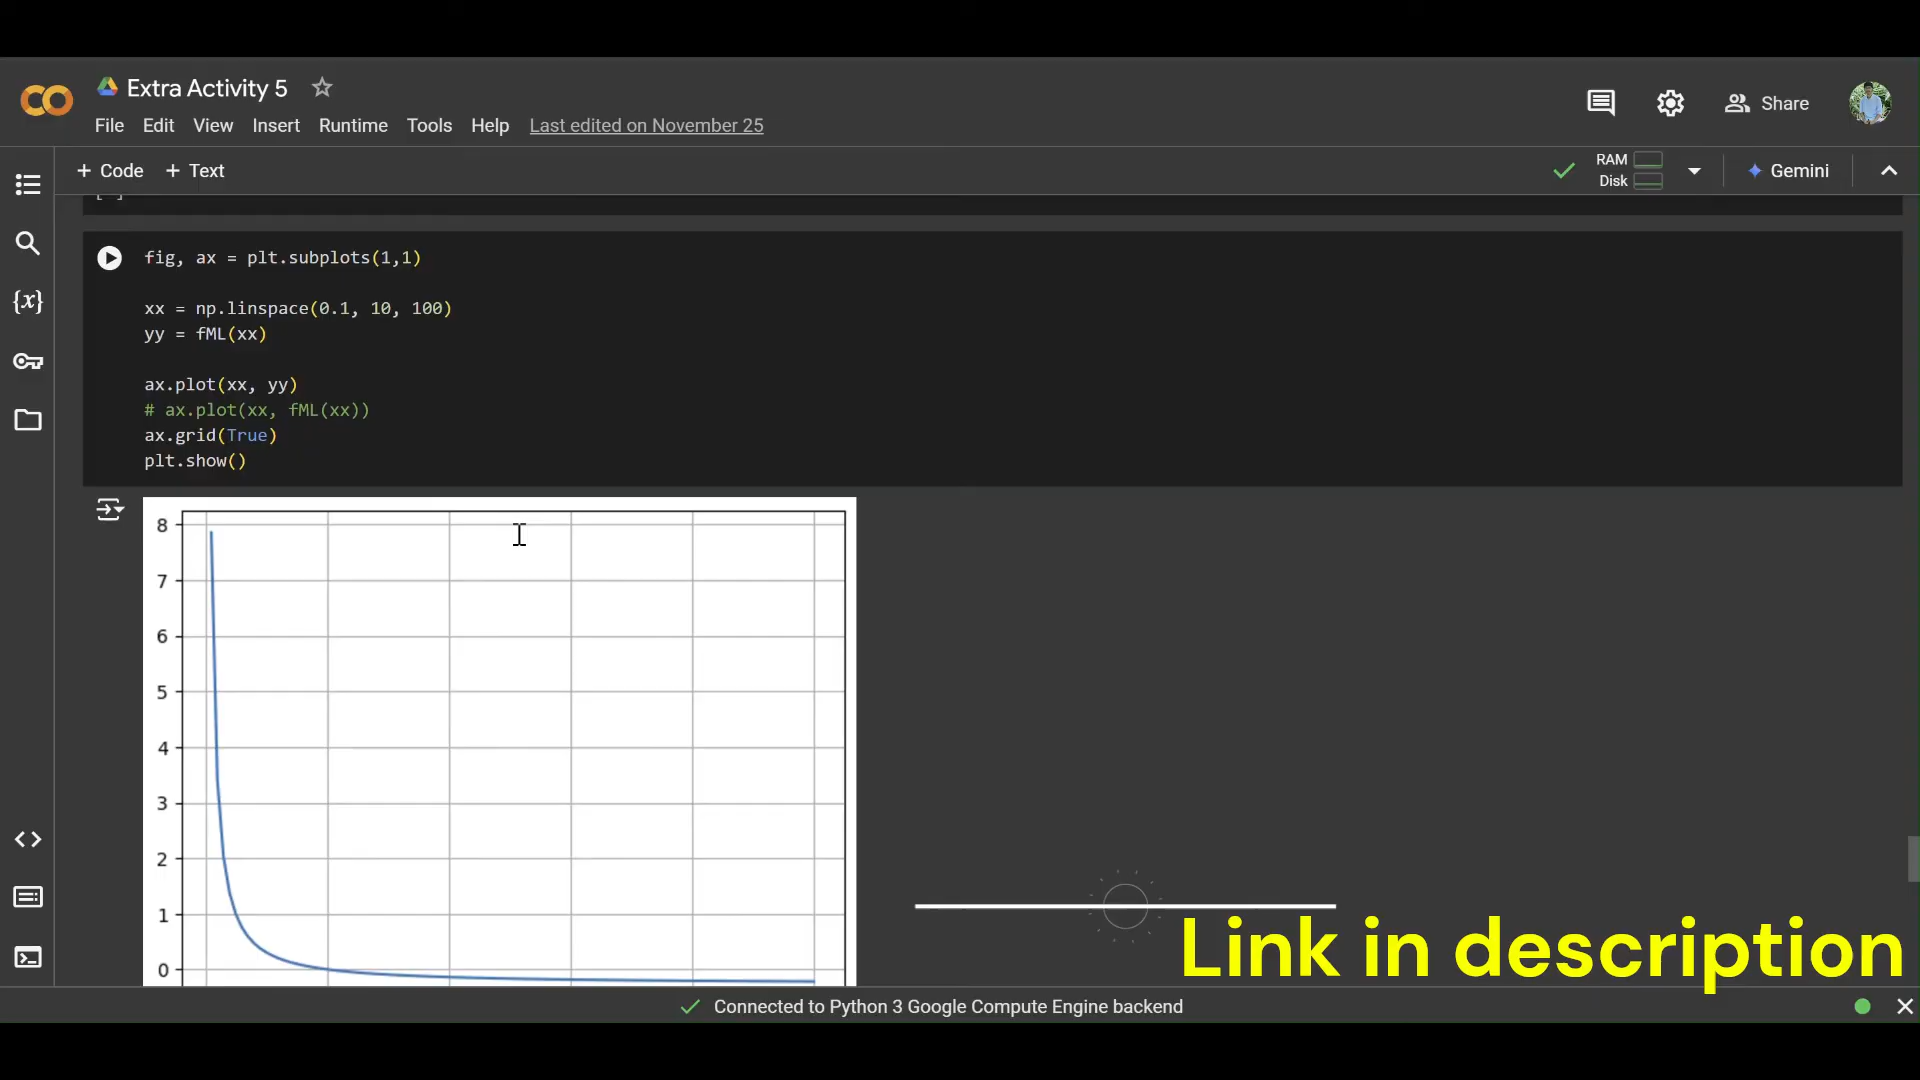 Extra Activity 5
File Edit View Insert Runtime Tools Help Last edited on November 25
Share
+ Code + Text
RAM
Disk
Gemini
[ ]
fig, ax = plt.subplots(1,1)
xx = np.linspace(0.1, 10, 100)
yy = fML(xx)
ax.plot(xx, yy)
# ax.plot(xx, fML(xx))
ax.grid(True)
plt.show()
8
7
6
5
4
3
2
1
0
Link in description
Connected to Python 3 Google Compute Engine backend